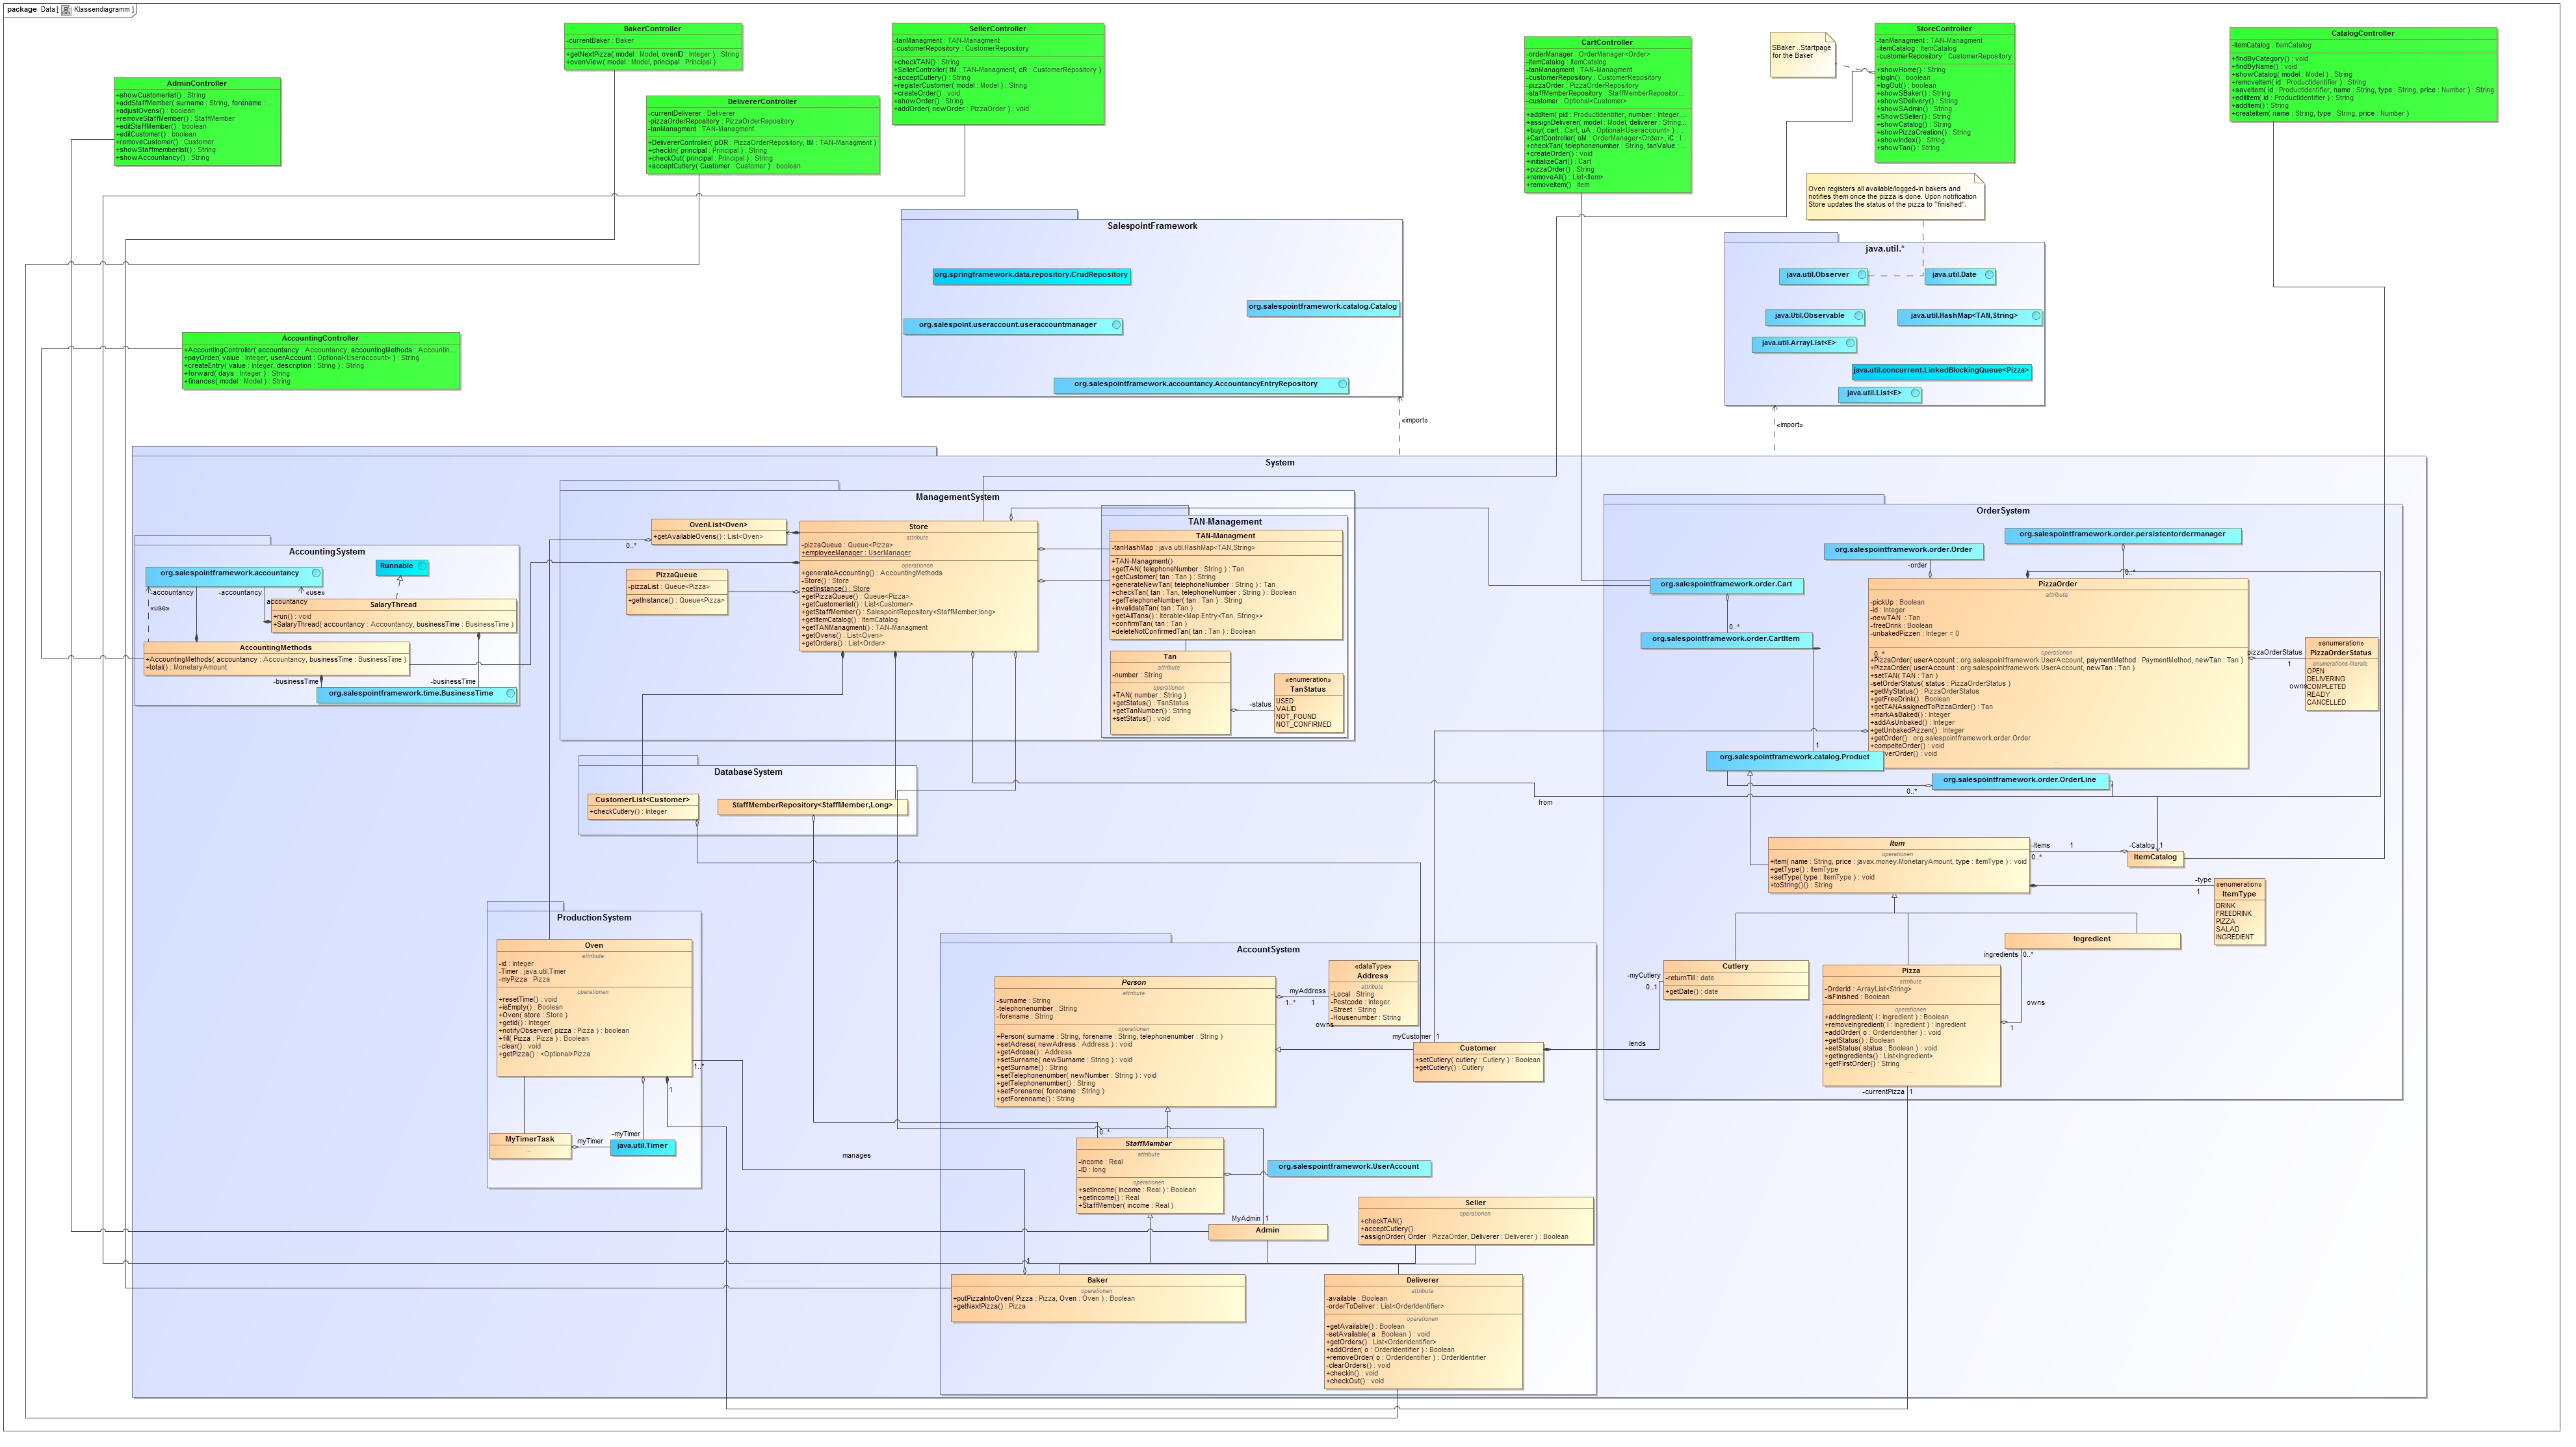 package Data [ Klassendiagramm ]
BakerController
-currentBaker : Baker
+getNextPizza( model : Model, ovenID : Integer ) : String
+ovenView( model : Model, principal : Principal )
SellerController
-tanManagment : TAN-Managment
-customerRepository : CustomerRepository
+checkTAN() : String
+SellerController( tM : TAN-Managment, cR : CustomerRepository )
+acceptCutlery() : String
+registerCustomer( model : Model ) : String
+createOrder() : void
+showOrder() : String
+addOrder( newOrder : PizzaOrder ) : void
CartController
-orderManager : OrderManager<Order>
-itemCatalog : ItemCatalog
-tanManagment : TAN-Managment
-customerRepository : CustomerRepository
-pizzaOrder : PizzaOrderRepository
-staffMemberRepository : StaffMemberRepositor...
-customer : Optional<Customer>
+addItem( pid : ProductIdentifier, number : Integer,...
+assignDeliverer( model : Model, deliverer : String...
+buy( cart : Cart, uA : Optional<Useraccount> ) : ...
+CartController( oM : OrderManager<Order>, iC : I...
+checkTan( telephonenumber : String, tanValue : ...
+createOrder() : void
+initializeCart() : Cart
+pizzaOrder() : String
+removeAll() : List<Item>
+removeItem() : Item
SBaker ..Startpage
for the Baker
StoreController
-tanManagment : TAN-Managment
-itemCatalog : ItemCatalog
-customerRepository : CustomerRepository
+showHome() : String
+logIn() : boolean
+logOut() : boolean
+showSBaker() : String
+showSDelivery() : String
+showSAdmin() : String
+ShowSSeller() : String
+showCatalog() : String
+showPizzaCreation() : String
+showIndex() : String
+showTan() : String
CatalogController
-itemCatalog : ItemCatalog
+findByCategory() : void
+findByName() : void
+showCatalog( model : Model ) : String
+removeItem( id : ProductIdentifier ) : String
+saveItem( id : ProductIdentifier, name : String, type : String, price : Number ) : String
+editItem( id : ProductIdentifier ) : String
+addItem() : String
+createItem( name : String, type : String, price : Number )
AdminController
+showCustomerlist() : String
+addStaffMember( surname : String, forename : ...
+adjustOvens() : boolean
+removeStaffMember() : StaffMember
+editStaffMember() : boolean
+editCustomer() : boolean
+removeCustomer() : Customer
+showStaffmemberlist() : String
+showAccountancy() : String
DelivererController
-currentDeliverer : Deliverer
-pizzaOrderRepository : PizzaOrderRepository
-tanManagment : TAN-Managment
+DelivererController( pOR : PizzaOrderRepository, tM : TAN-Managment )
+checkIn( principal : Principal ) : String
+checkOut( principal : Principal ) : String
+acceptCutlery( Customer : Customer ) : boolean
Oven registers all available/logged-in bakers and
notifies them once the pizza is done. Upon notification
Store updates the status of the pizza to "finished".
SalespointFramework
org.springframework.data.repository.CrudRepository
org.salespointframework.catalog.Catalog
org.salespoint.useraccount.useraccountmanager
org.salespointframework.accountancy.AccountancyEntryRepository
java.util.*
java.util.Observer
java.util.Date
java.Util.Observable
java.util.HashMap<TAN,String>
java.util.ArrayList<E>
java.util.concurrent.LinkedBlockingQueue<Pizza>
java.util.List<E>
AccountingController
+AccountingController( accountancy : Accountancy, accountingMethods : Accountin...
+payOrder( value : Integer, userAccount : Optional<Useraccount> ) : String
+createEntry( value : Integer, description : String ) : String
+forward( days : Integer ) : String
+finances( model : Model ) : String
«import»
«import»
System
ManagementSystem
OvenList<Oven>
+getAvailableOvens() : List<Oven>
0..*
PizzaQueue
-pizzaList : Queue<Pizza>
+getInstance() : Queue<Pizza>
...
Store
attribute
-pizzaQueue : Queue<Pizza>
+employeeManager : UserManager
operationen
+generateAccounting() : AccountingMethods
-Store() : Store
+getInstance() : Store
+getPizzaQueue() : Queue<Pizza>
+getCustomerlist() : List<Customer>
+getStaffMember() : SalespointRepository<StaffMember,long>
+getItemCatalog() : ItemCatalog
+getTANManagment() : TAN-Managment
+getOvens() : List<Oven>
+getOrders() : List<Order>
TAN-Management
TAN-Managment
-tanHashMap : java.util.HashMap<TAN,String>
+TAN-Managment()
+getTAN( telephoneNumber : String ) : Tan
+getCustomer( tan : Tan ) : String
+generateNewTan( telephoneNumber : String ) : Tan
+checkTan( tan : Tan, telephoneNumber : String ) : Boolean
+getTelephoneNumber( tan : Tan ) : String
+invalidateTan( tan : Tan )
+getAllTans() : Iterable<Map.Entry<Tan, String>>
+confirmTan( tan : Tan )
+deleteNotConfirmedTan( tan : Tan ) : Boolean
Tan
attribute
-number : String
operationen
+TAN( number : String )
+getStatus() : TanStatus
+getTanNumber() : String
+setStatus() : void
-status
«enumeration»
TanStatus
USED
VALID
NOT_FOUND
NOT_CONFIRMED
AccountingSystem
org.salespointframework.accountancy
Runnable
-accountancy
-accountancy
accountancy
«use»
«use»
SalaryThread
+run() : void
+SalaryThread( accountancy : Accountancy, businessTime : BusinessTime )
AccountingMethods
+AccountingMethods( accountancy : Accountancy, businessTime : BusinessTime )
+total() : MonetaryAmount
-businessTime
-businessTime
org.salespointframework.time.BusinessTime
OrderSystem
org.salespointframework.order.persistentordermanager
org.salespointframework.order.Order
-order
0..*
org.salespointframework.order.Cart
0..*
org.salespointframework.order.CartItem
PizzaOrder
attribute
-pickUp : Boolean
-id : Integer
-newTAN : Tan
-freeDrink : Boolean
-unbakedPizzen : Integer = 0
...
operationen
0..*
+PizzaOrder( userAccount : org.salespointframework.UserAccount, paymentMethod : PaymentMethod, newTan : Tan )
+PizzaOrder( userAccount : org.salespointframework.UserAccount, newTan : Tan )
+setTAN( TAN : Tan )
-setOrderStatus( status : PizzaOrderStatus )
+getMyStatus() : PizzaOrderStatus
+getFreeDrink() : Boolean
+getTANAssignedToPizzaOrder() : Tan
+markAsBaked() : Integer
+addAsUnbaked() : Integer
+getUnbakedPizzen() : Integer
+getOrder() : org.salespointframework.order.Order
+compelteOrder() : void
verOrder() : void
...
pizzaOrderStatus
1
owns
«enumeration»
PizzaOrderStatus
enumerations-literale
OPEN
DELIVERING
COMPLETED
READY
CANCELLED
1
org.salespointframework.catalog.Product
org.salespointframework.order.OrderLine
0..*
from
DatabaseSystem
CustomerList<Customer>
+checkCutlery() : Integer
StaffMemberRepository<StaffMember,Long>
Item
operationen
+Item( name : String, price : javax.money.MonetaryAmount, type : ItemType ) : void
+getType() : ItemType
+setType( type : ItemType ) : void
+toString()() : String
-Items
1
0..*
-Catalog
1
ItemCatalog
-type
1
«enumeration»
ItemType
DRINK
FREEDRINK
PIZZA
SALAD
INGREDIENT
Ingredient
ingredients
0..*
owns
1
Cutlery
-returnTill : date
+getDate() : date
-myCutlery
0..1
lends
Pizza
attribute
-OrderId : ArrayList<String>
-isFinished : Boolean
operationen
+addIngredient( i : Ingredient ) : Boolean
+removeIngredient( i : Ingredient ) : Ingredient
+addOrder( o : OrderIdentifier ) : void
+getStatus() : Boolean
+setStatus( status : Boolean ) : void
+getIngredients() : List<Ingredient>
+getFirstOrder() : String
...
-currentPizza
1
ProductionSystem
Oven
attribute
-id : Integer
-Timer : java.util.Timer
-myPizza : Pizza
operationen
+resetTime() : void
+isEmpty() : Boolean
+Oven( store : Store )
+getId() : Integer
+notifyObserver( pizza : Pizza ) : boolean
+fill( Pizza : Pizza ) : Boolean
-clear() : void
+getPizza() : <Optional>Pizza
1..*
1
MyTimerTask
...
myTimer
-myTimer
java.util.Timer
manages
AccountSystem
Person
attribute
-surname : String
-telephonenumber : String
-forename : String
operationen
+Person( surname : String, forename : String, telephonenumber : String )
+setAdress( newAdress : Address ) : void
+getAdress() : Address
+setSurname( newSurname : String ) : void
+getSurname() : String
+setTelephonenumber( newNumber : String ) : void
+getTelephonenumber() : String
+setForename( forename : String )
+getForenname() : String
myAddress
1..*
1
owns
«dataType»
Address
attribute
-Local : String
-Postcode : Integer
-Street : String
-Housenumber : String
myCustomer
1
Customer
+setCutlery( cutlery : Cutlery ) : Boolean
+getCutlery() : Cutlery
0..*
StaffMember
attribute
-income : Real
-ID : long
operationen
+setIncome( income : Real ) : Boolean
+getIncome() : Real
+StaffMember( income : Real )
org.salespointframework.UserAccount
MyAdmin
1
Admin
Seller
operationen
+checkTAN()
+acceptCutlery()
+assignOrder( Order : PizzaOrder, Deliverer : Deliverer ) : Boolean
1
Baker
operationen
+putPizzaIntoOven( Pizza : Pizza, Oven : Oven ) : Boolean
+getNextPizza() : Pizza
Deliverer
attribute
-available : Boolean
-orderToDeliver : List<OrderIdentifier>
operationen
+getAvailable() : Boolean
-setAvailable( a : Boolean ) : void
+getOrders() : List<OrderIdentifier>
+addOrder( o : OrderIdentifier ) : Boolean
+removeOrder( o : OrderIdentifier ) : OrderIdentifier
-clearOrders() : void
+checkIn() : void
+checkOut() : void